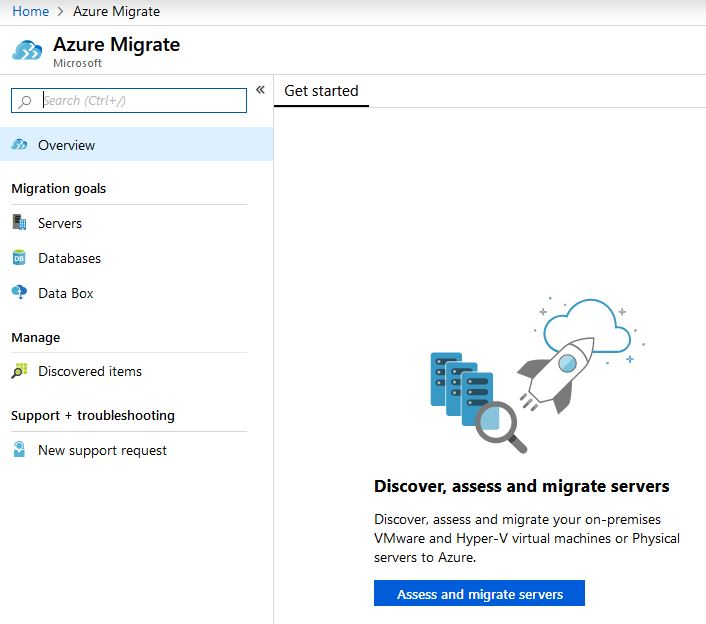 Home > Azure Migrate
Azure Migrate
Microsoft
Search (Ctrl+/)
«
Overview
Migration goals
Servers
DB
Databases
Data Box
Manage
Discovered items
Support + troubleshooting
New support request
Get started
Discover, assess and migrate servers
Discover, assess and migrate your on-premises
VMware and Hyper-V virtual machines or Physical
servers to Azure.
Assess and migrate servers